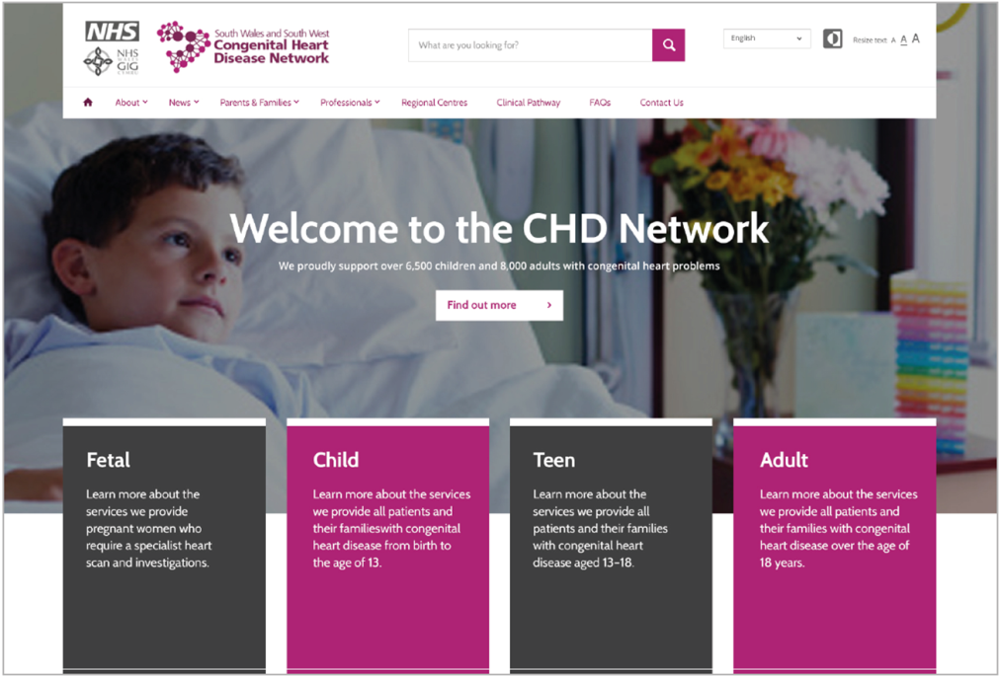 NHS
NHS
WALES
GIG
CYMRU
South Wales and South West
Congenital Heart
Disease Network
What are you looking for?
English
Resize text A A A
About
News
Parents & Families
Professionals
Regional Centres
Clinical Pathway
FAQs
Contact Us
Welcome to the CHD Network
We proudly support over 6,500 children and 8,000 adults with congenital heart problems
Find out more
Fetal
Learn more about the
services we provide
pregnant women who
require a specialist heart
scan and investigations.
Child
Learn more about the services
we provide all patients and
their familieswith congenital
heart disease from birth to
the age of 13.
Teen
Learn more about the
services we provide all
patients and their families
with congenital heart
disease aged 13-18.
Adult
Learn more about the services
we provide all patients and
their families with congenital
heart disease over the age of
18 years.